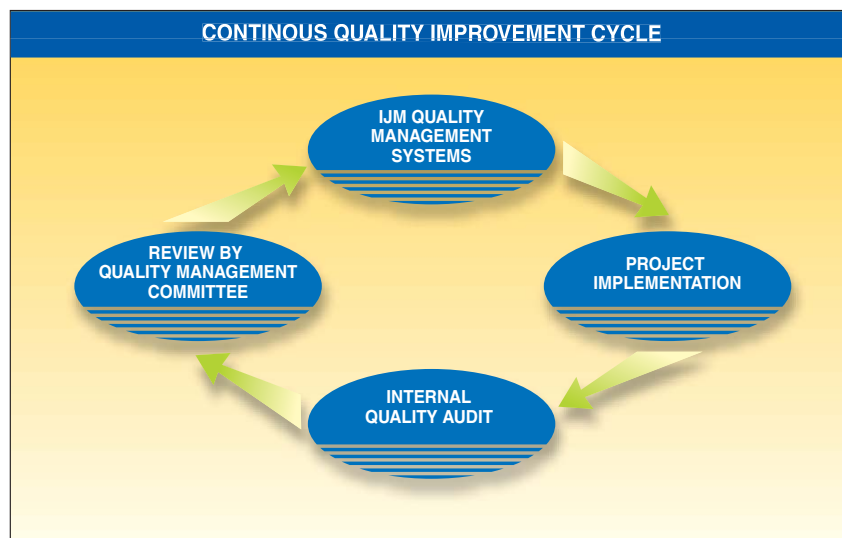 CONTINOUS QUALITY IMPROVEMENT CYCLE
IJM QUALITY
MANAGEMENT
SYSTEMS
PROJECT
IMPLEMENTATION
INTERNAL
QUALITY AUDIT
REVIEW BY
QUALITY MANAGEMENT
COMMITTEE